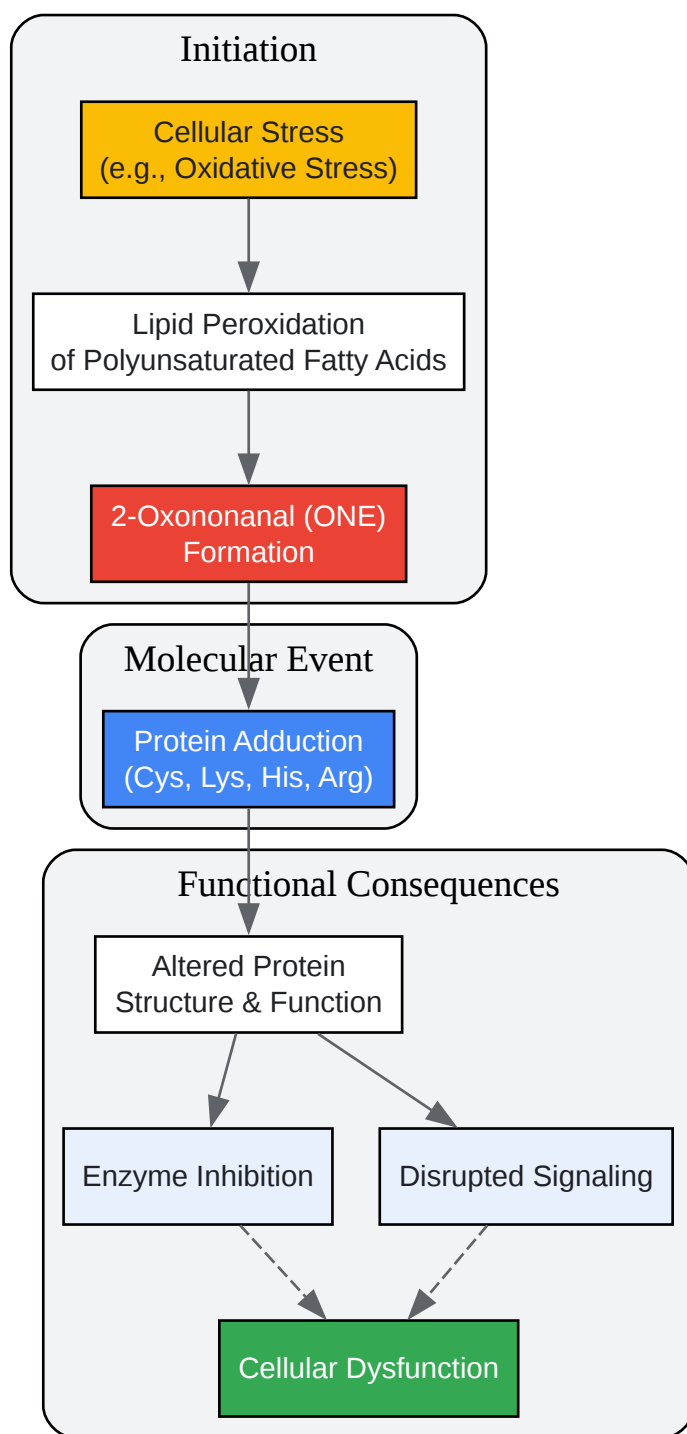 Initiation
Cellular Stress
(e.g., Oxidative Stress)
Lipid Peroxidation
of Polyunsaturated Fatty Acids
2-Oxononanal (ONE)
Formation
Molecular Event
Protein Adduction
(Cys, Lys, His, Arg)
Functional Consequences
Altered Protein
Structure & Function
Enzyme Inhibition
Disrupted Signaling
Cellular Dysfunction